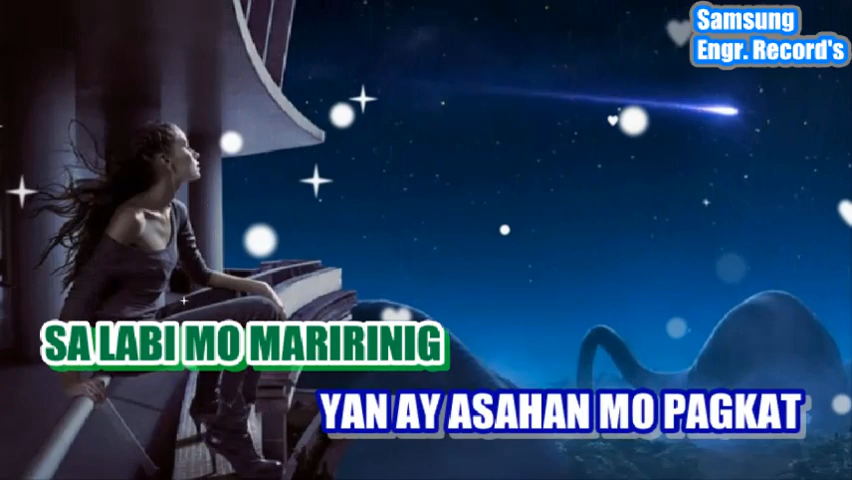 Samsung
Engr. Record's
SA LABI MO MARIRINIG
YAN AY ASAHAN MO PAGKAT